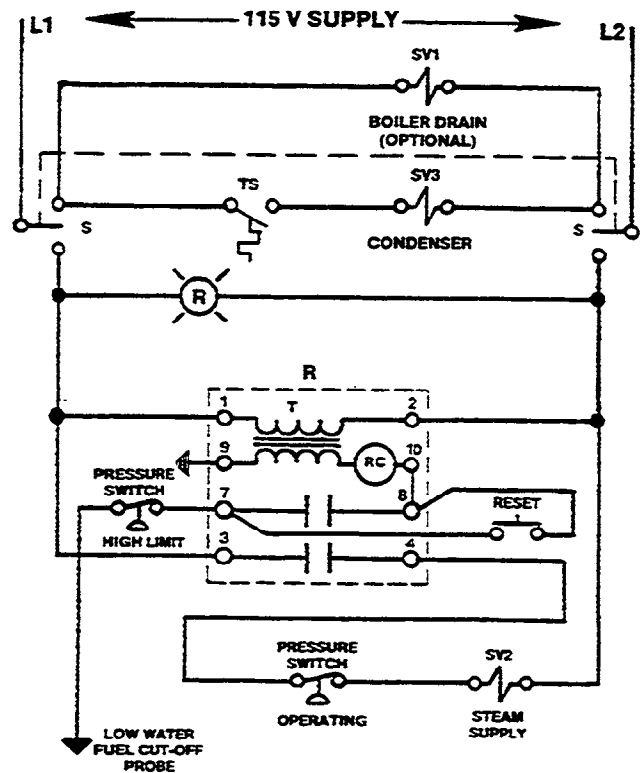 L1
115 V SUPPLY
L2
SV1
BOILER DRAIN
(OPTIONAL)
TS
SV3
S
S
CONDENSER
R
R
1
T
2
9
RC
10
PRESSURE
SWITCH
7
8
RESET
HIGH LIMIT
3
4
PRESSURE
SWITCH
SV2
OPERATING
STEAM
SUPPLY
LOW WATER
FUEL CUT-OFF
PROBE